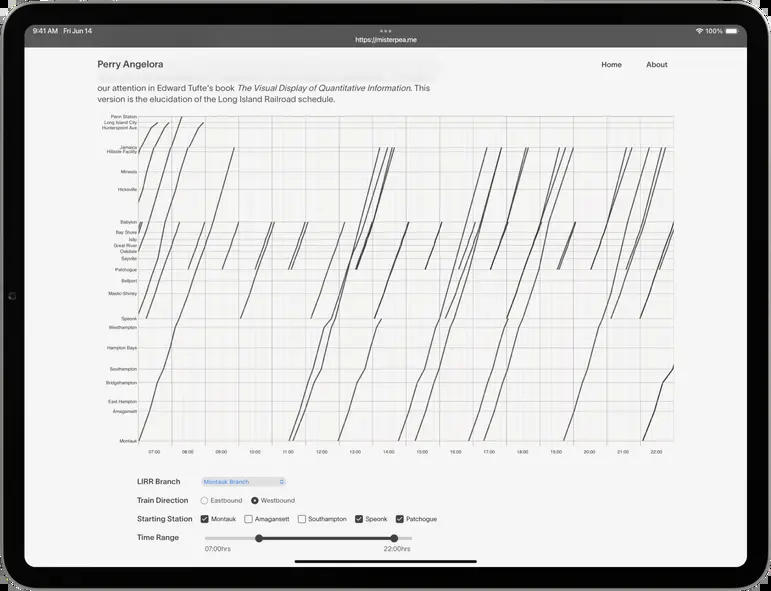 9:41 AM Fri Jun 14
100%
https://misterpea.me
Perry Angelora
Home
About
our attention in Edward Tufte's book The Visual Display of Quantitative Information. This
version is the elucidation of the Long Island Railroad schedule.
Penn Station
Long Island City
Hunterspoint Ave
Jamaica
Hillside Facility
Mineola
Hicksville
Babylon
Bay Shore
Islip
Great River
Oakdale
Sayville
Patchogue
Bellport
Mastic-Shirley
Speonk
Westhampton
Hampton Bays
Southampton
Bridgehampton
East Hampton
Amagansett
Montauk
07:00 08:00 09:00 10:00 11:00 12:00 13:00 14:00 15:00 16:00 17:00 18:00 19:00 20:00 21:00 22:00
LIRR Branch Montauk Branch
Train Direction Eastbound Westbound
Starting Station Montauk Amagansett Southampton Speonk Patchogue
Time Range
07:00hrs 22:00hrs